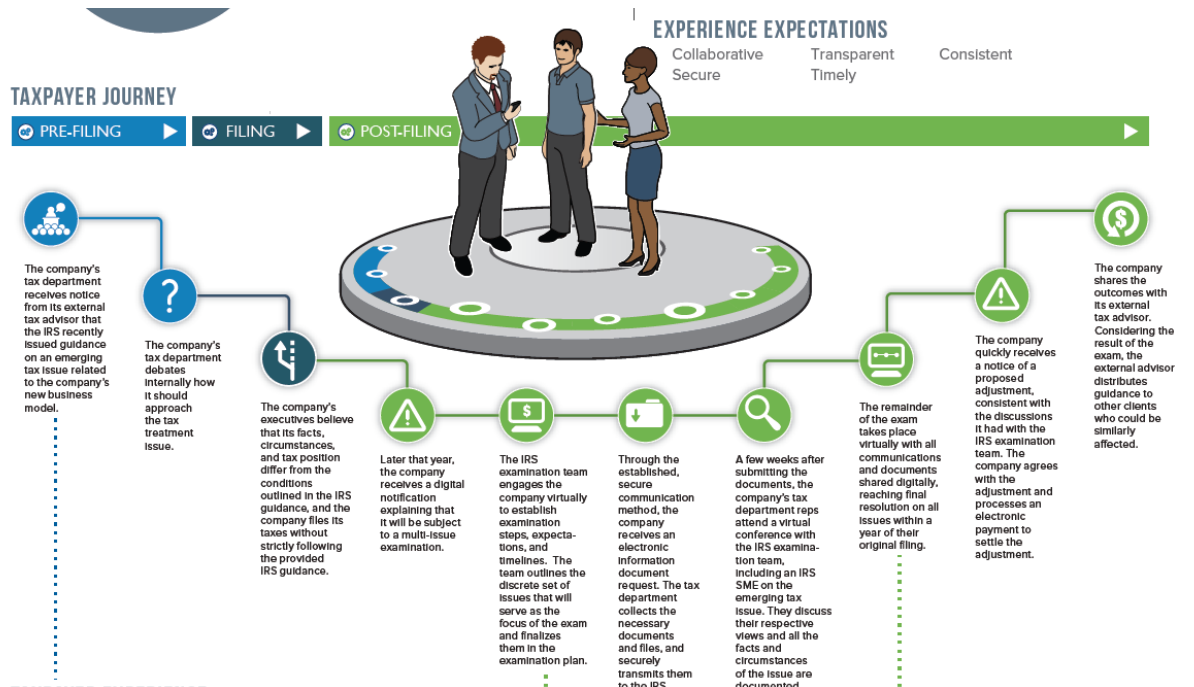 EXPERIENCE EXPECTATIONS
Collaborative
Transparent
Consistent
Secure
Timely
TAXPAYER JOURNEY
PRE-FILING
FILING
POST-FILING
The company's
tax department
receives notice
from its external
tax advisor that
the IRS recently
issued guidance
on an emerging
tax issue related
to the company's
new business
model.
The company's
tax department
debates
internally how
it should
approach
the tax
treatment
issue.
The company's
executives believe
that its facts,
circumstances,
and tax position
differ from the
conditions
outlined in the IRS
guidance, and the
company files its
taxes without
strictly following
the provided
IRS guidance.
Later that year,
the company
receives a digital
notification
explaining that
it will be subject
to a multi-issue
examination.
The IRS
examination team
engages the
company virtually
to establish
examination
steps, expecta-
tions, and
timelines. The
team outlines the
discrete set of
issues that will
serve as the
focus of the exam
and finalizes
them in the
examination plan.
Through the
established,
secure
communication
method, the
company
receives an
electronic
information
document
request. The tax
department
collects the
necessary
documents
and files, and
securely
transmits them
to the IRS
A few weeks after
submitting the
documents, the
company's tax
department reps
attend a virtual
conference with
the IRS examina-
tion team,
including an IRS
SME on the
emerging tax
issue. They discuss
their respective
views and all the
facts and
circumstances
of the issue are
documented
The remainder
of the exam
takes place
virtually with all
communications
and documents
shared digitally,
reaching final
resolution on all
issues within a
year of their
original filing.
The company
quickly receives
a notice of a
proposed
adjustment,
consistent with
the discussions
it had with the
IRS examination
team. The
company agrees
with the
adjustment and
processes an
electronic
payment to
settle the
adjustment.
The company
shares the
outcomes with
its external
tax advisor.
Considering the
result of the
exam, the
external advisor
distributes
guidance to
other clients
who could be
similarly
affected.